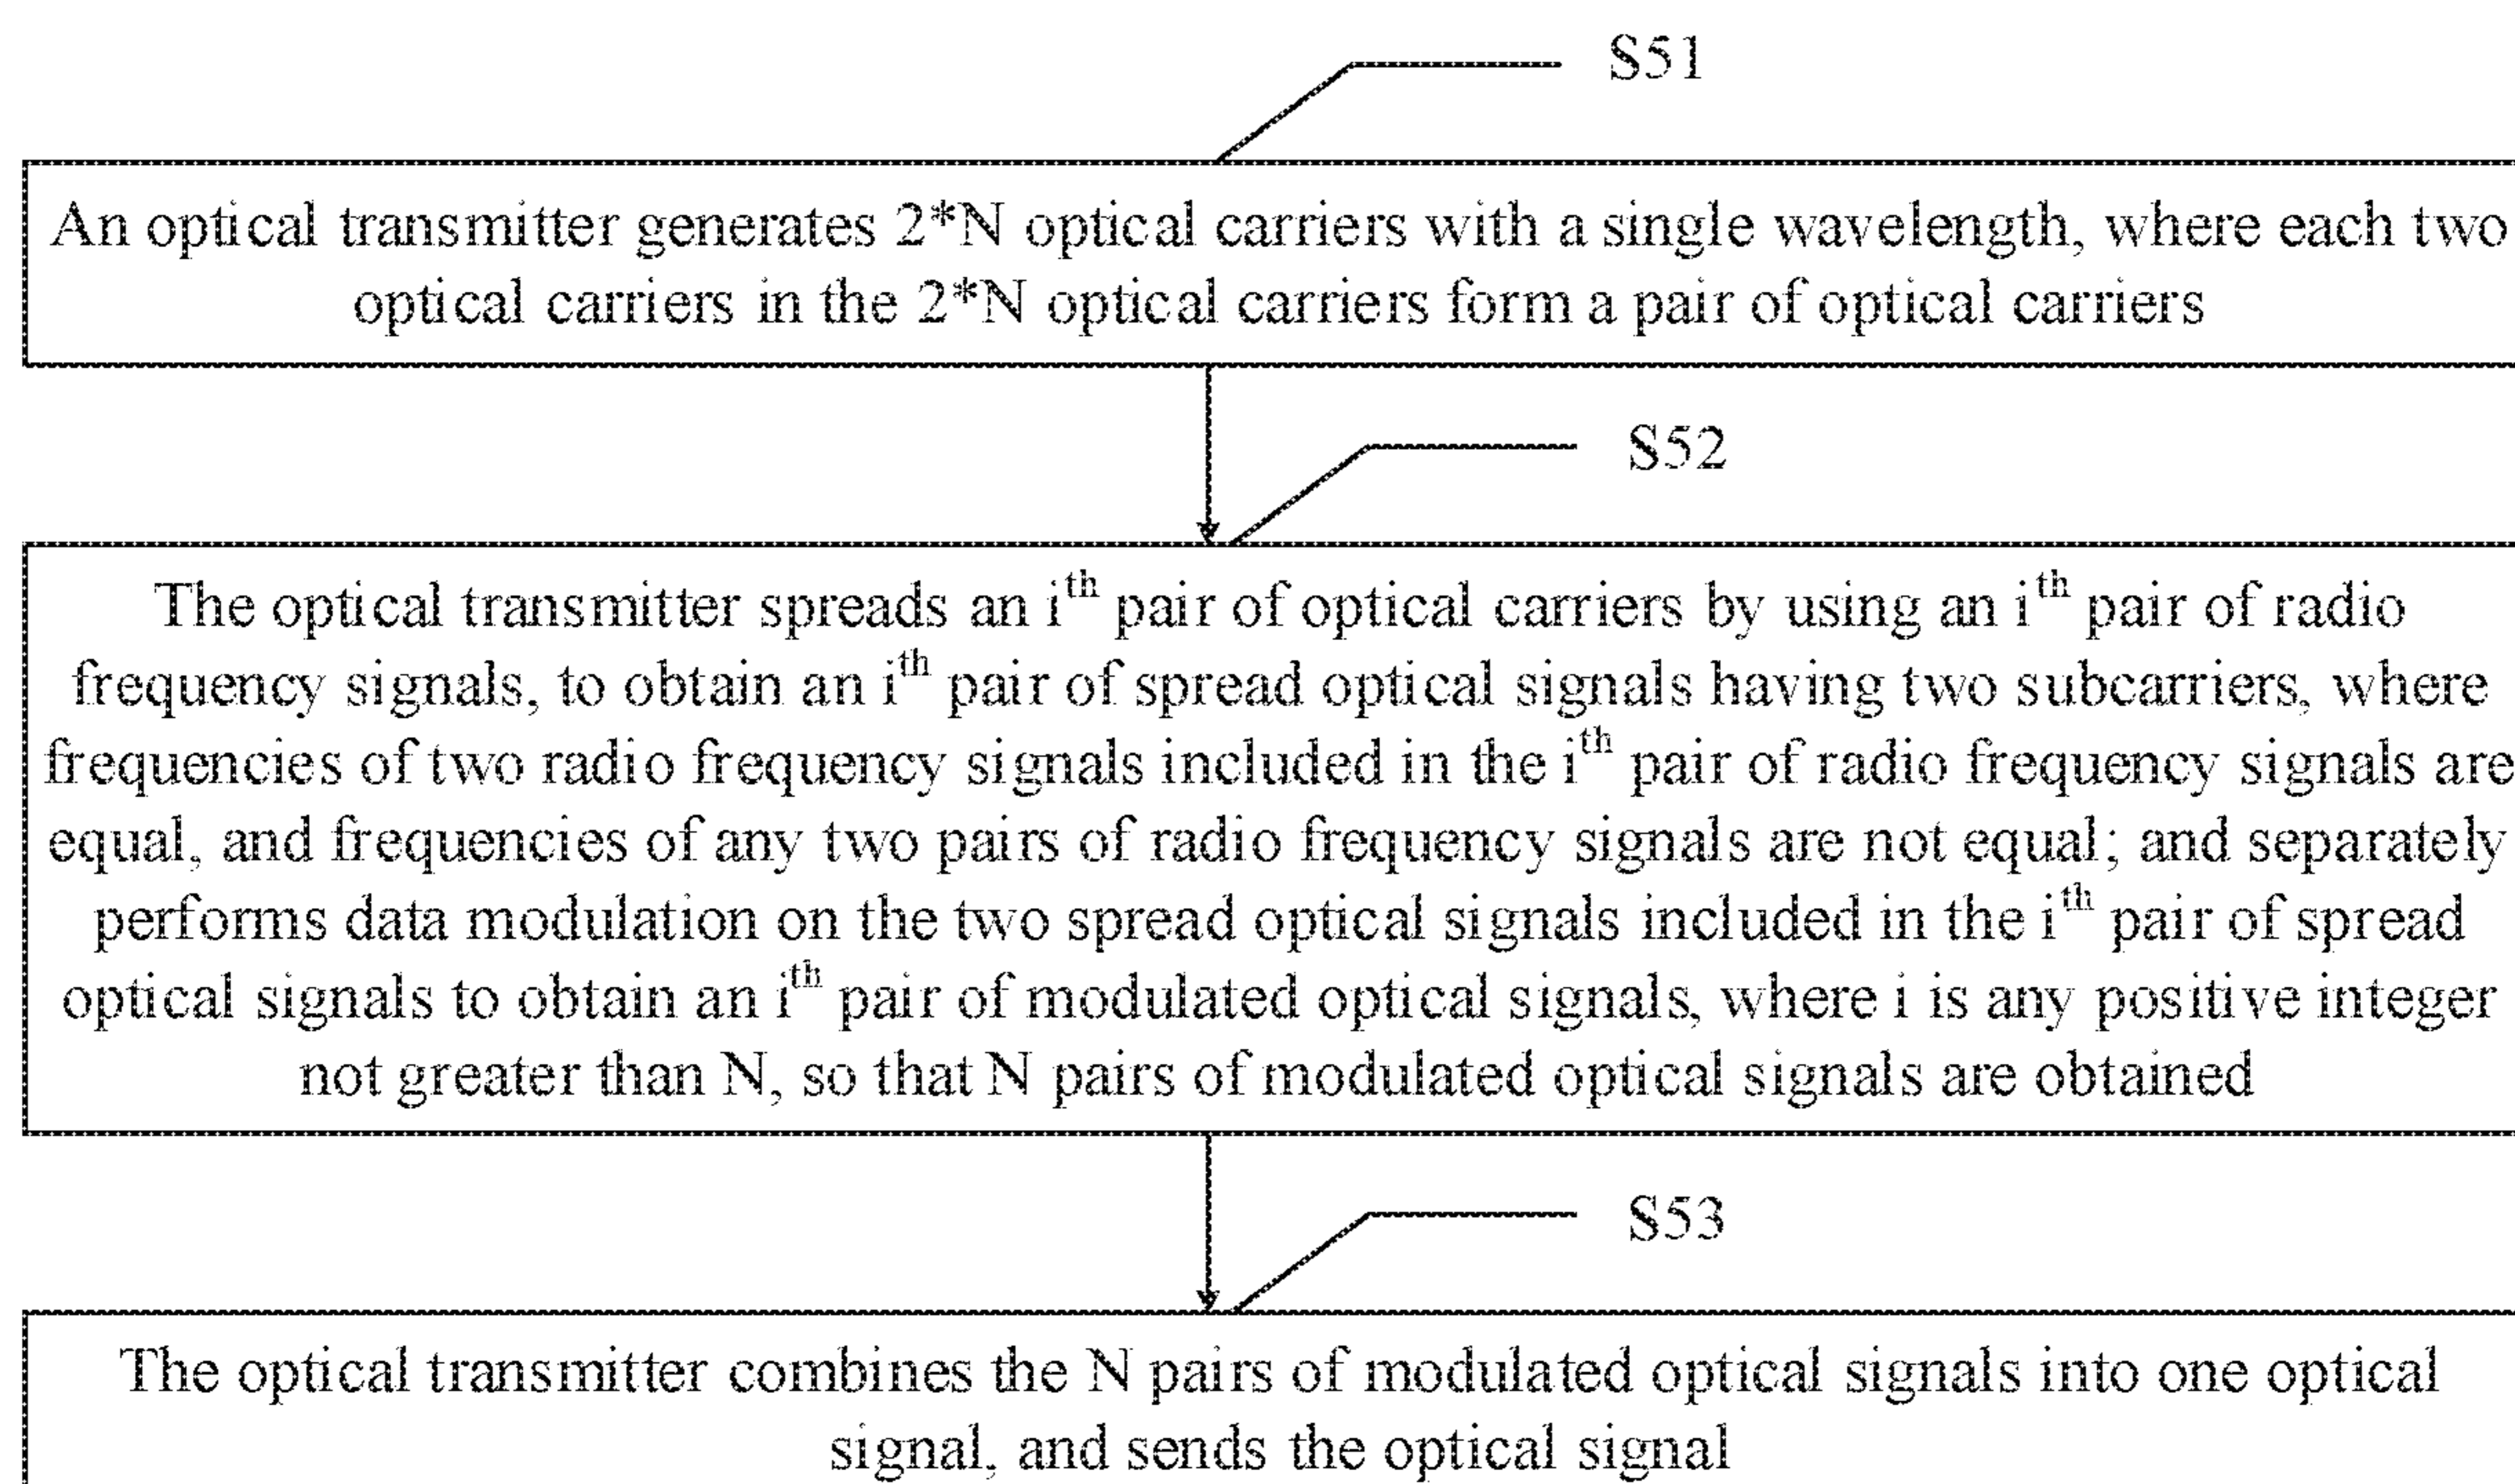 S51
An optical transmitter generates 2*N optical carriers with a single wavelength, where each two
optical carriers in the 2*N optical carriers form a pair of optical carriers
S52
The optical transmitter spreads an i^th pair of optical carriers by using an i^th pair of radio
frequency signals, to obtain an i^th pair of spread optical signals having two subcarriers, where
frequencies of two radio frequency signals included in the i^th pair of radio frequency signals are
equal, and frequencies of any two pairs of radio frequency signals are not equal; and separately
performs data modulation on the two spread optical signals included in the i^th pair of spread
optical signals to obtain an i^th pair of modulated optical signals, where i is any positive integer
not greater than N, so that N pairs of modulated optical signals are obtained
S53
The optical transmitter combines the N pairs of modulated optical signals into one optical
signal, and sends the optical signal